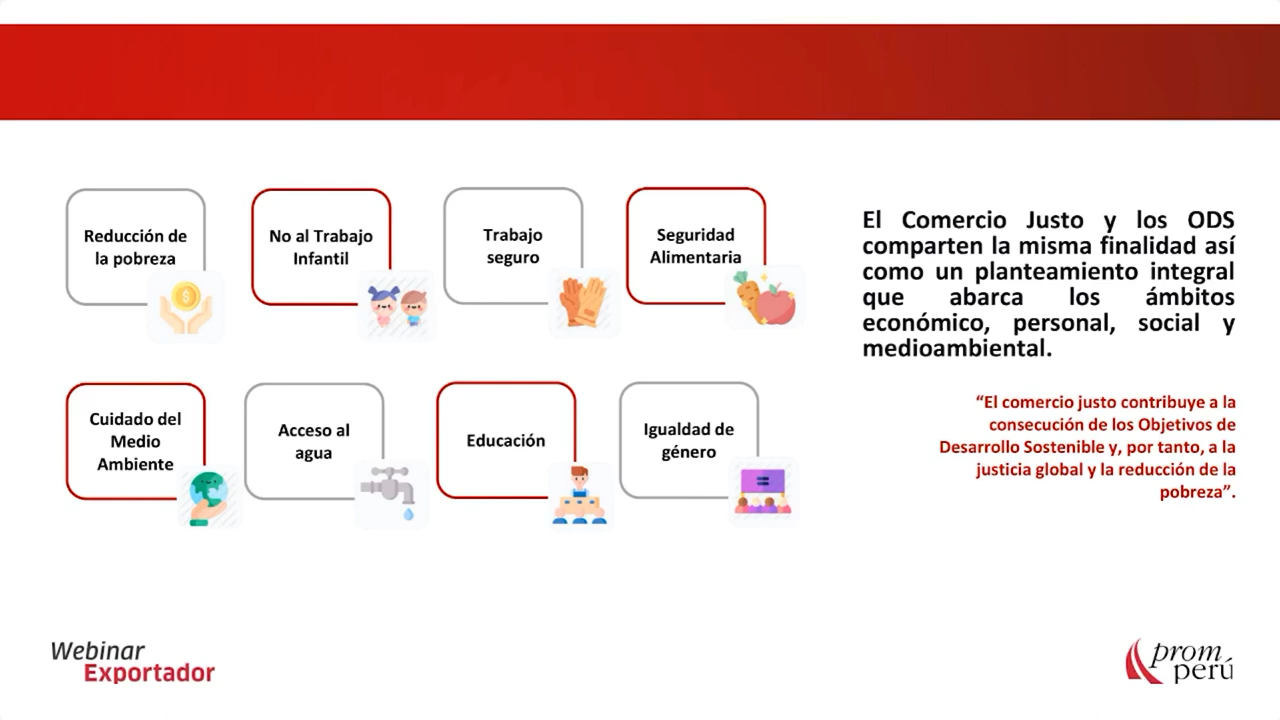 Reducción de
la pobreza
No al Trabajo
Infantil
Trabajo
seguro
Seguridad
Alimentaria
Cuidado del
Medio
Ambiente
Acceso al
agua
Educación
Igualdad de
género
El Comercio Justo y los ODS
comparten la misma finalidad así
como un planteamiento integral
que abarca los ámbitos
económico, personal, social y
medioambiental.
“El comercio justo contribuye a la
consecución de los Objetivos de
Desarrollo Sostenible y, por tanto, a la
justicia global y la reducción de la
pobreza”.
Webinar
Exportador
prom
perú